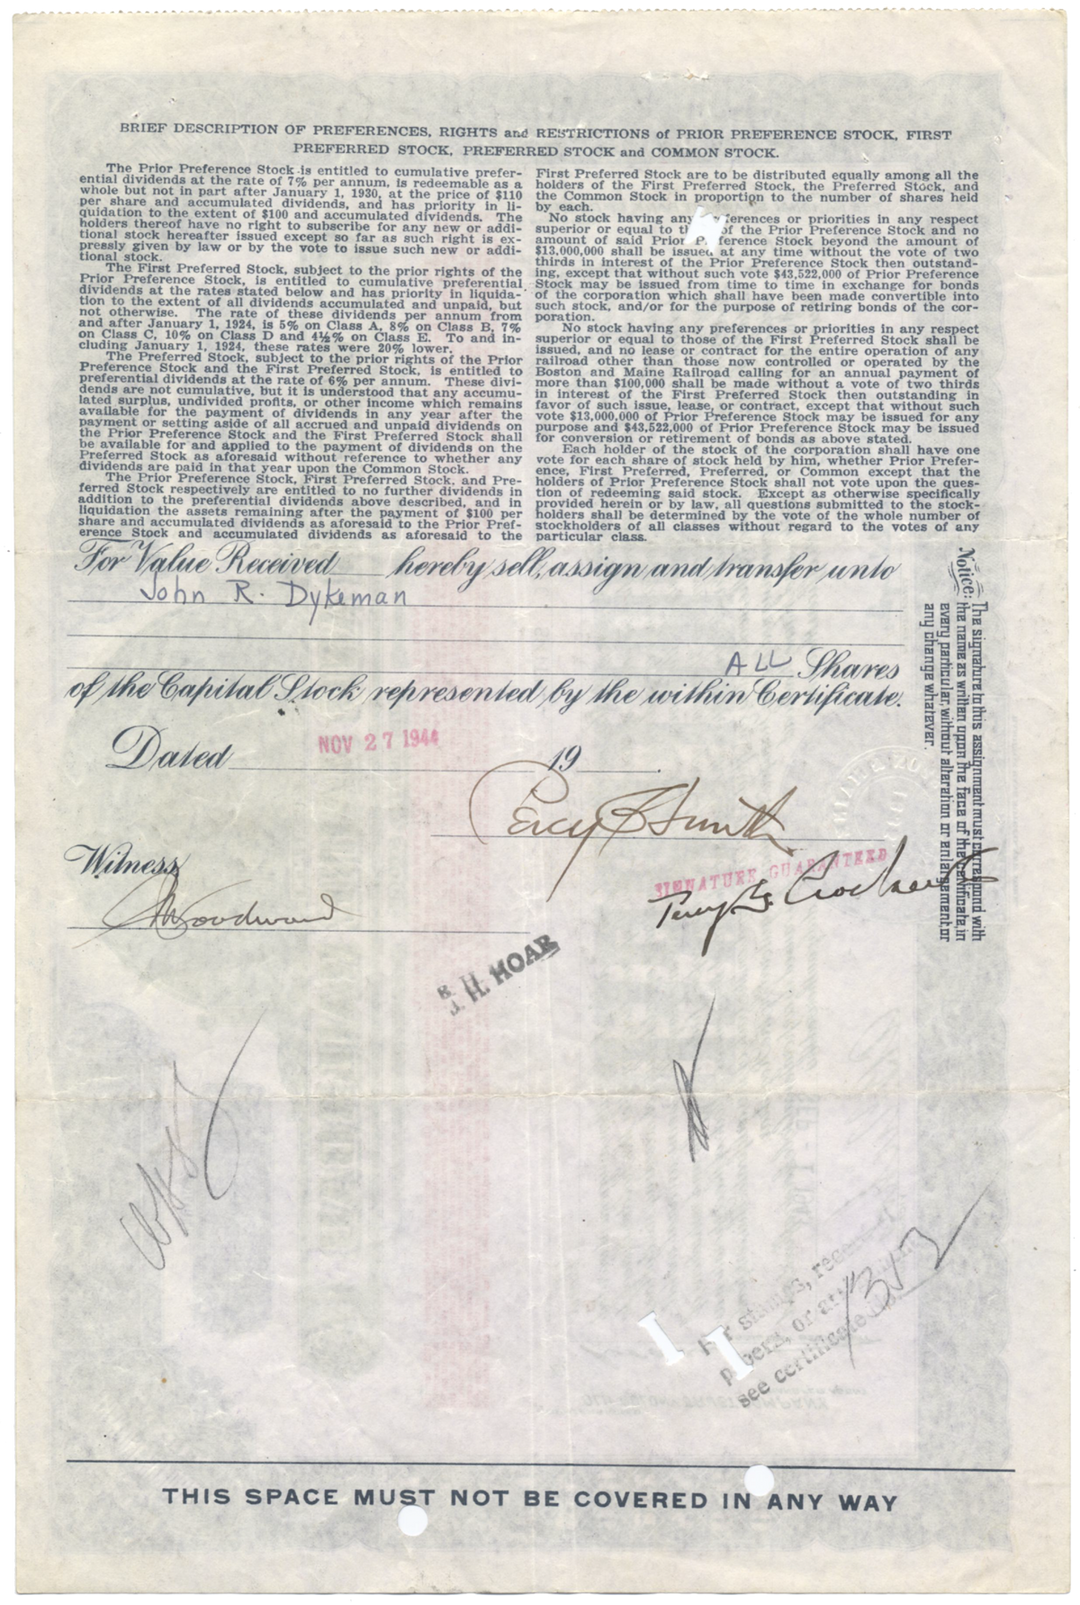 BRIEF DESCRIPTION OF PREFERENCES, RIGHTS and RESTRICTIONS of PRIOR PREFERENCE STOCK, FIRST
PREFERRED STOCK, PREFERRED STOCK and COMMON STOCK.
The Prior Preference Stock is entitled to cumulative prefer-
ential dividends at the rate of 7% per annum, is redeemable as a
whole but not in part after January 1, 1930, at the price of $110
per share and accumulated dividends, and has priority in li-
quidation to the extent of $100 and accumulated dividends. The
holders thereof have no right to subscribe for any new or addi-
tional stock hereafter issued except so far as such right is ex-
pressly given by law or by the vote to issue such new or addi-
tional stock.
The First Preferred Stock, subject to the prior rights of the
Prior Preference Stock, is entitled to cumulative preferential
dividends at the rates stated below and has priority in liquida-
tion to the extent of all dividends accumulated and unpaid, but
not otherwise. The rate of these dividends per annum from
and after January 1, 1924, is 5% on Class A, 8% on Class B, 7%
on Class C, 10% on Class D and 4½% on Class E. To and in-
cluding January 1, 1924, these rates were 20% lower.
The Preferred Stock, subject to the prior rights of the Prior
Preference Stock and the First Preferred Stock, is entitled to
preferential dividends at the rate of 6% per annum. These divi-
dends are not cumulative, but it is understood that any accumu-
lated surplus, undivided profits, or other income which remains
available for the payment of dividends in any year after the
payment or setting aside of all accrued and unpaid dividends on
the Prior Preference Stock and the First Preferred Stock shall
be available for and applied to the payment of dividends on the
Preferred Stock as aforesaid without reference to whether any
dividends are paid in that year upon the Common Stock.
The Prior Preference Stock, First Preferred Stock, and Pre-
ferred Stock respectively are entitled to no further dividends in
addition to the preferential dividends above described, and in
liquidation the assets remaining after the payment of $100 per
share and accumulated dividends as aforesaid to the Prior Pref-
erence Stock and accumulated dividends as aforesaid to the
First Preferred Stock are to be distributed equally among all the
holders of the First Preferred Stock, the Preferred Stock, and
the Common Stock in proportion to the number of shares held
by each.
No stock having any ferences or priorities in any respect
superior or equal to t of the Prior Preference Stock and no
amount of said Prior P ference Stock beyond the amount of
$13,000,000 shall be issued at any time without the vote of two
thirds in interest of the Prior Preference Stock then outstand-
ing, except that without such vote $43,522,000 of Prior Preference
Stock may be issued from time to time in exchange for bonds
of the corporation which shall have been made convertible into
such stock, and/or for the purpose of retiring bonds of the cor-
poration.
No stock having any preferences or priorities in any respect
superior or equal to those of the First Preferred Stock shall be
issued, and no lease or contract for the entire operation of any
railroad other than those now controlled or operated by the
Boston and Maine Railroad calling for an annual payment of
more than $100,000 shall be made without a vote of two thirds
in interest of the First Preferred Stock then outstanding in
favor of such issue, lease, or contract, except that without such
vote $13,000,000 of Prior Preference Stock may be issued for any
purpose and $43,522,000 of Prior Preference Stock may be issued
for conversion or retirement of bonds as above stated.
Each holder of the stock of the corporation shall have one
vote for each share of stock held by him, whether Prior Prefer-
ence, First Preferred, Preferred, or Common except that the
holders of Prior Preference Stock shall not vote upon the ques-
tion of redeeming said stock. Except as otherwise specifically
provided herein or by law, all questions submitted to the stock-
holders shall be determined by the vote of the whole number of
stockholders of all classes without regard to the votes of any
particular class.
For Value Received hereby sell, assign and transfer unto
John R. Dykeman
ALL Shares
of the Capital Stock represented by the within Certificate.
Dated NOV 27 1944 19
Percy B Smith
Witness
Woodward
SIGNATURE GUARANTEED
Percy G. Crocker
Notice: The signature to this assignment must correspond with
the name as written upon the face of the certificate, in
every particular, without alteration or enlargement, or
any change whatever.
J. H. HOAR
For stamps,
papers, or
see certificate
THIS SPACE MUST NOT BE COVERED IN ANY WAY